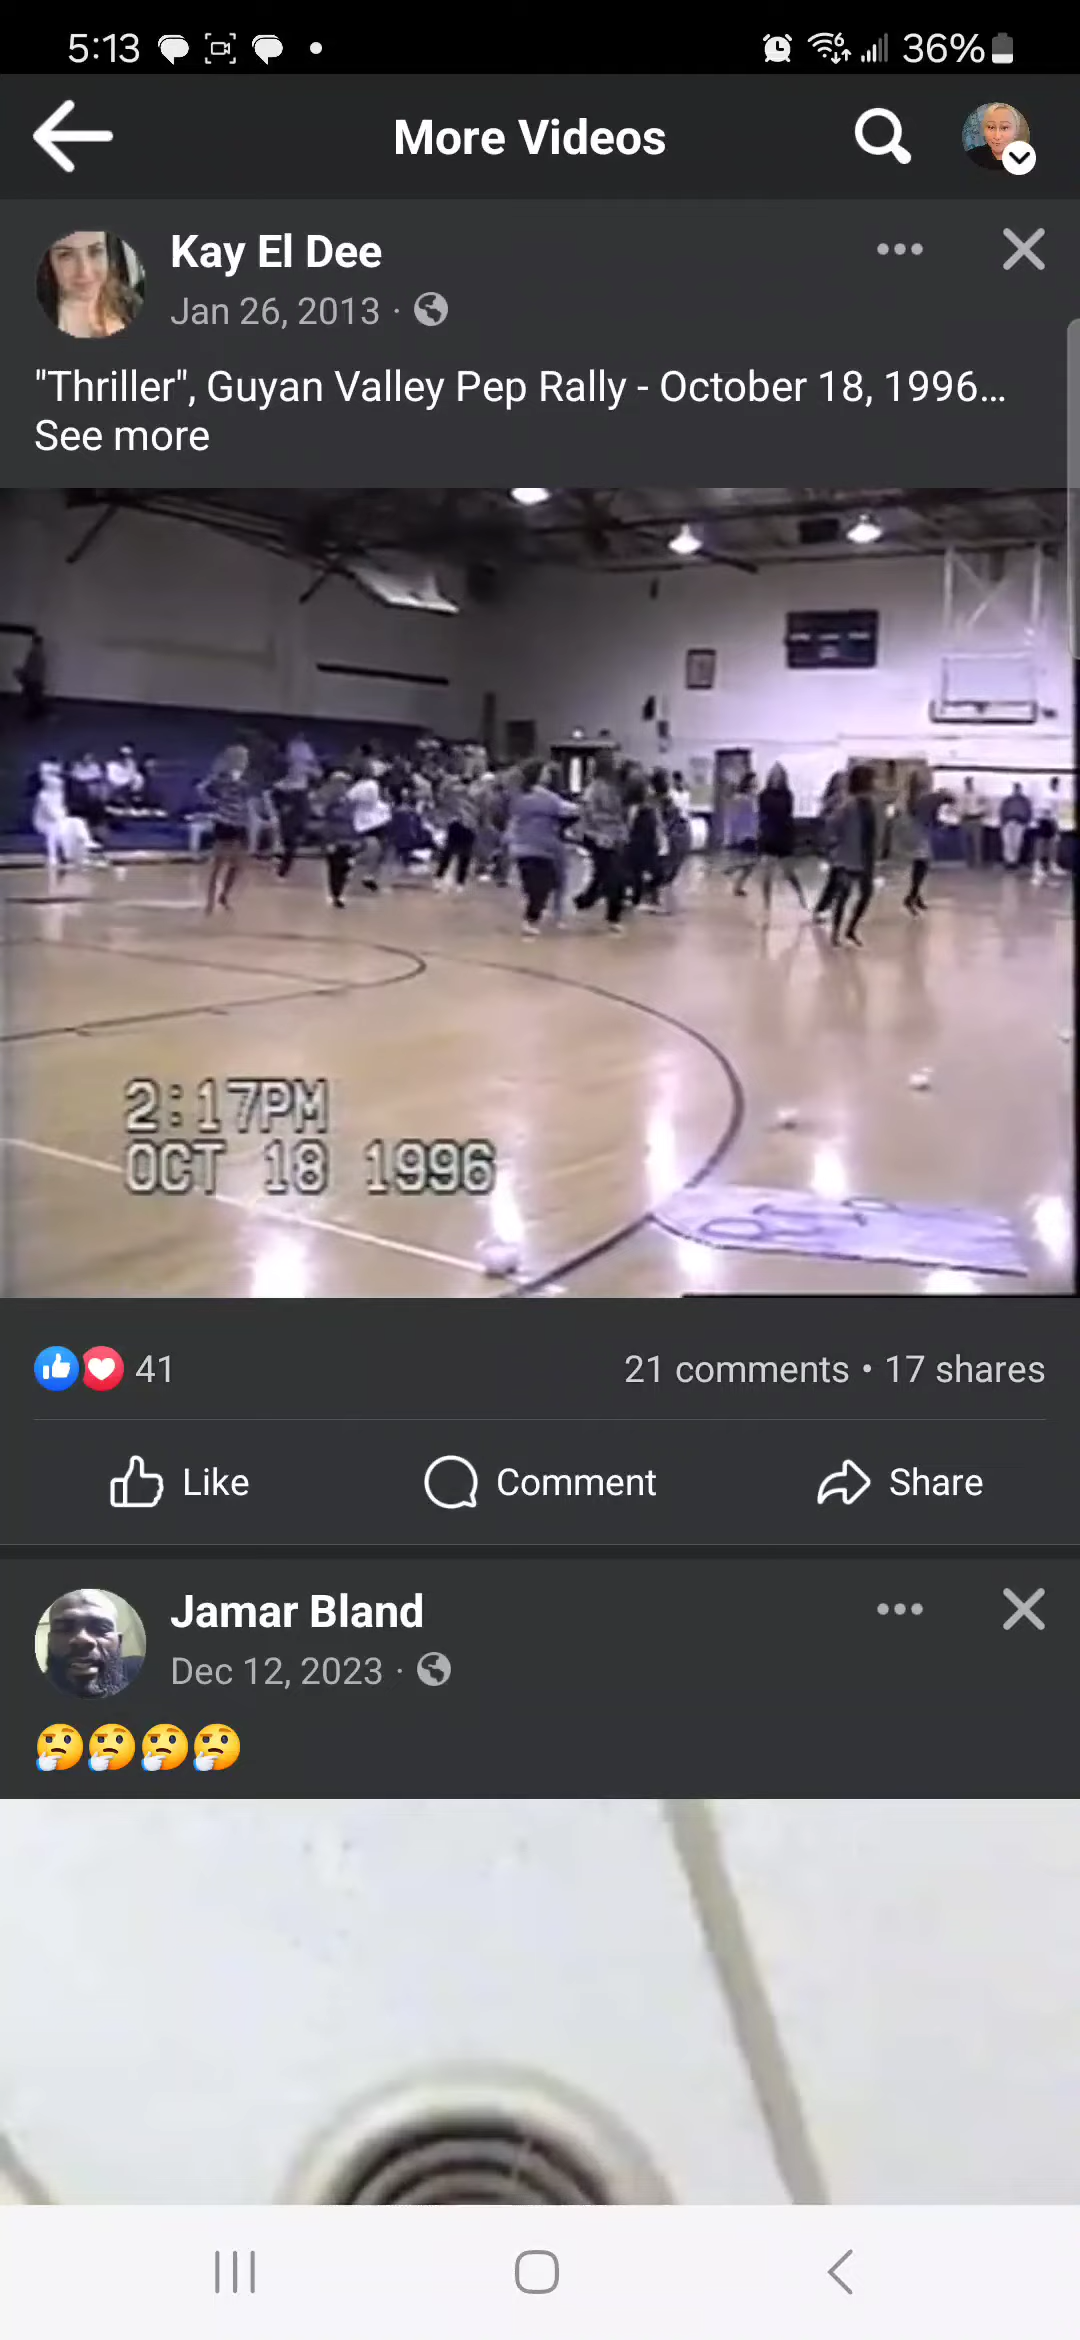 5:13 36%
More Videos
Kay El Dee
Jan 26, 2013 ·
"Thriller", Guyan Valley Pep Rally - October 18, 1996...
See more
2:17PM
OCT 18 1996
41 21 comments • 17 shares
Like Comment Share
Jamar Bland
Dec 12, 2023 ·
🤔🤔🤔🤔